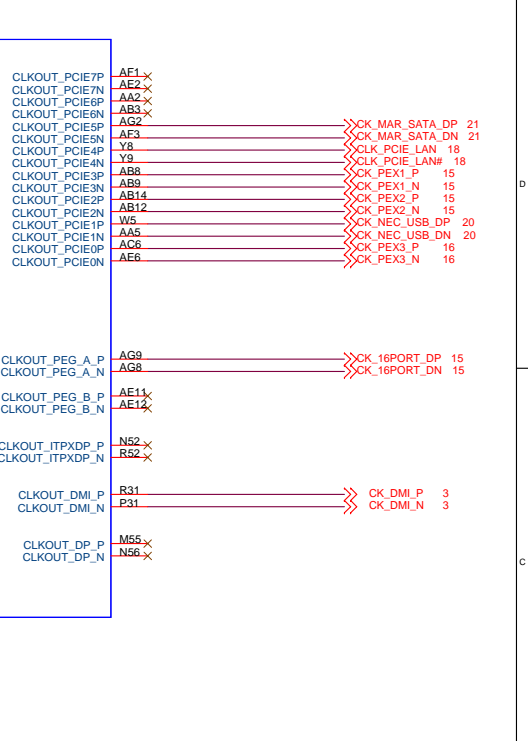 CLKOUT_PCIE7P AF1
CLKOUT_PCIE7N AE2
CLKOUT_PCIE6P AA2
CLKOUT_PCIE6N AB3
CLKOUT_PCIE5P AG2 CK_MAR_SATA_DP 21
CLKOUT_PCIE5N AF3 CK_MAR_SATA_DN 21
CLKOUT_PCIE4P Y8 CLK_PCIE_LAN 18
CLKOUT_PCIE4N Y9 CLK_PCIE_LAN# 18
CLKOUT_PCIE3P AB8 CK_PEX1_P 15
CLKOUT_PCIE3N AB9 CK_PEX1_N 15
CLKOUT_PCIE2P AB14 CK_PEX2_P 15
CLKOUT_PCIE2N AB12 CK_PEX2_N 15
CLKOUT_PCIE1P W5 CK_NEC_USB_DP 20
CLKOUT_PCIE1N AA5 CK_NEC_USB_DN 20
CLKOUT_PCIE0P AC6 CK_PEX3_P 16
CLKOUT_PCIE0N AE6 CK_PEX3_N 16
D
CLKOUT_PEG_A_P AG9 CK_16PORT_DP 15
CLKOUT_PEG_A_N AG8 CK_16PORT_DN 15
CLKOUT_PEG_B_P AE11
CLKOUT_PEG_B_N AE12
CLKOUT_ITPXDP_P N52
CLKOUT_ITPXDP_N R52
CLKOUT_DMI_P R31 CK_DMI_P 3
CLKOUT_DMI_N P31 CK_DMI_N 3
CLKOUT_DP_P M55
CLKOUT_DP_N N56
C